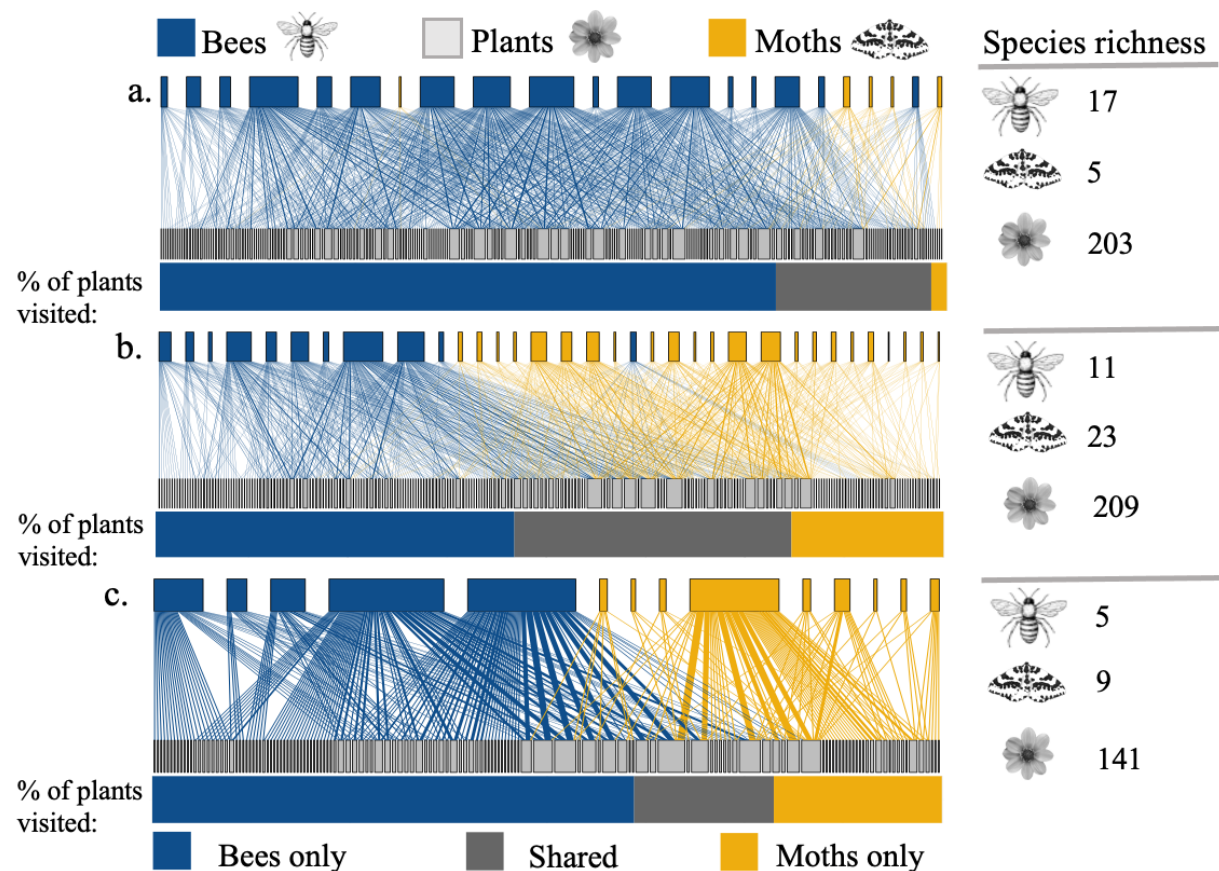 Bees Plants Moths Species richness
a.
17
5
203
% of plants
visited:
b.
11
23
209
% of plants
visited:
c.
5
9
141
% of plants
visited:
Bees only Shared Moths only